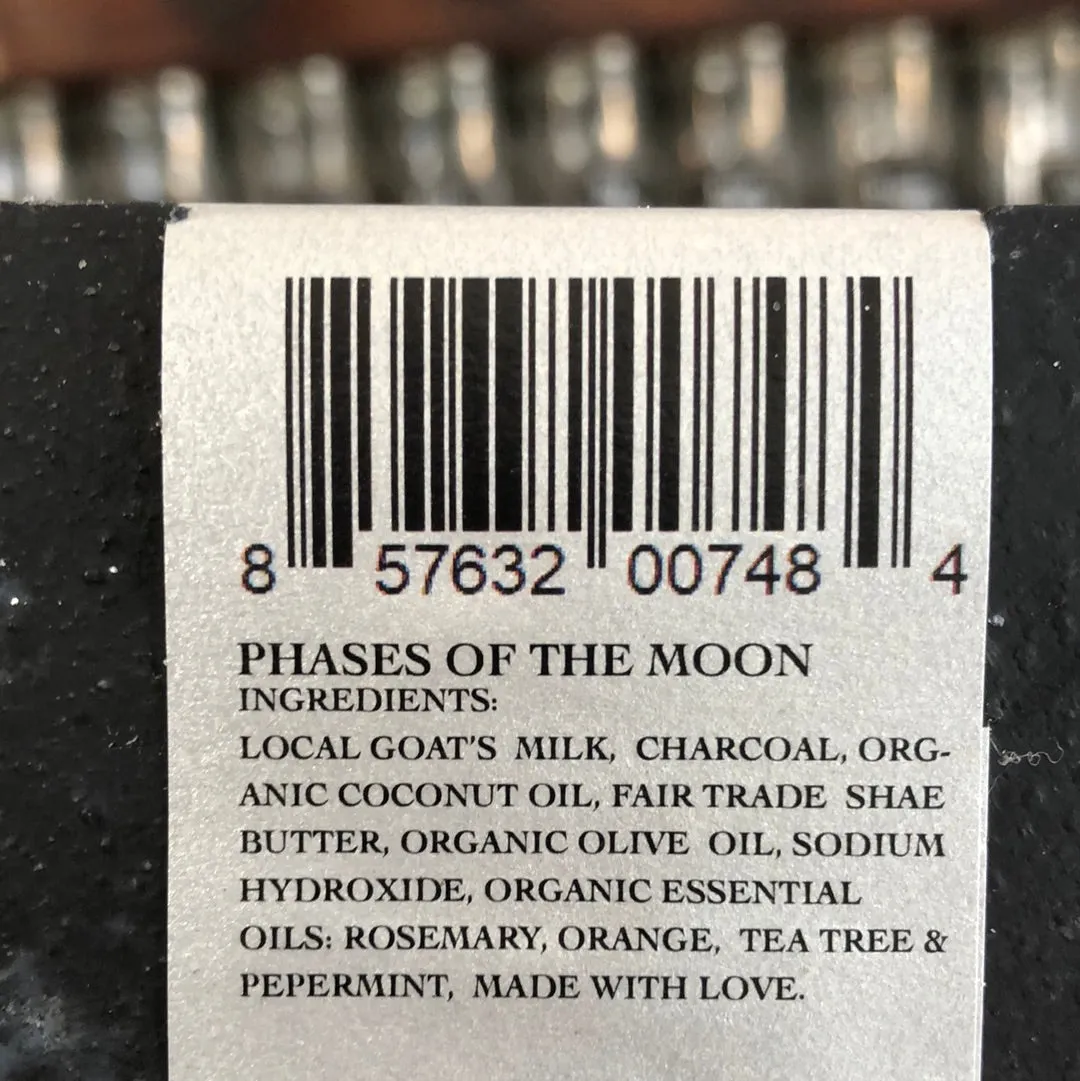 8 57632 00748 4
PHASES OF THE MOON
INGREDIENTS:
LOCAL GOAT'S MILK, CHARCOAL, ORG-
ANIC COCONUT OIL, FAIR TRADE SHAE
BUTTER, ORGANIC OLIVE OIL, SODIUM
HYDROXIDE, ORGANIC ESSENTIAL
OILS: ROSEMARY, ORANGE, TEA TREE &
PEPERMINT, MADE WITH LOVE.